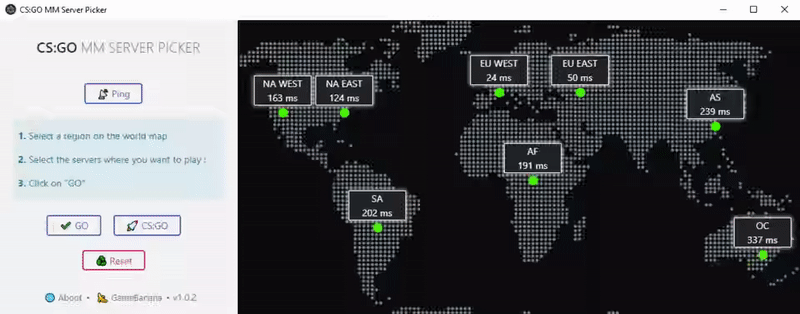 CS:GO MM Server Picker
CS:GO MM SERVER PICKER
Ping
1. Select a region on the world map
2. Select the servers where you want to play :
3. Click on "GO"
GO
CS:GO
Reset
About • GameBanana • v1.0.2
NA WEST
163 ms
NA EAST
124 ms
EU WEST
24 ms
EU EAST
50 ms
AS
239 ms
AF
191 ms
SA
202 ms
OC
337 ms